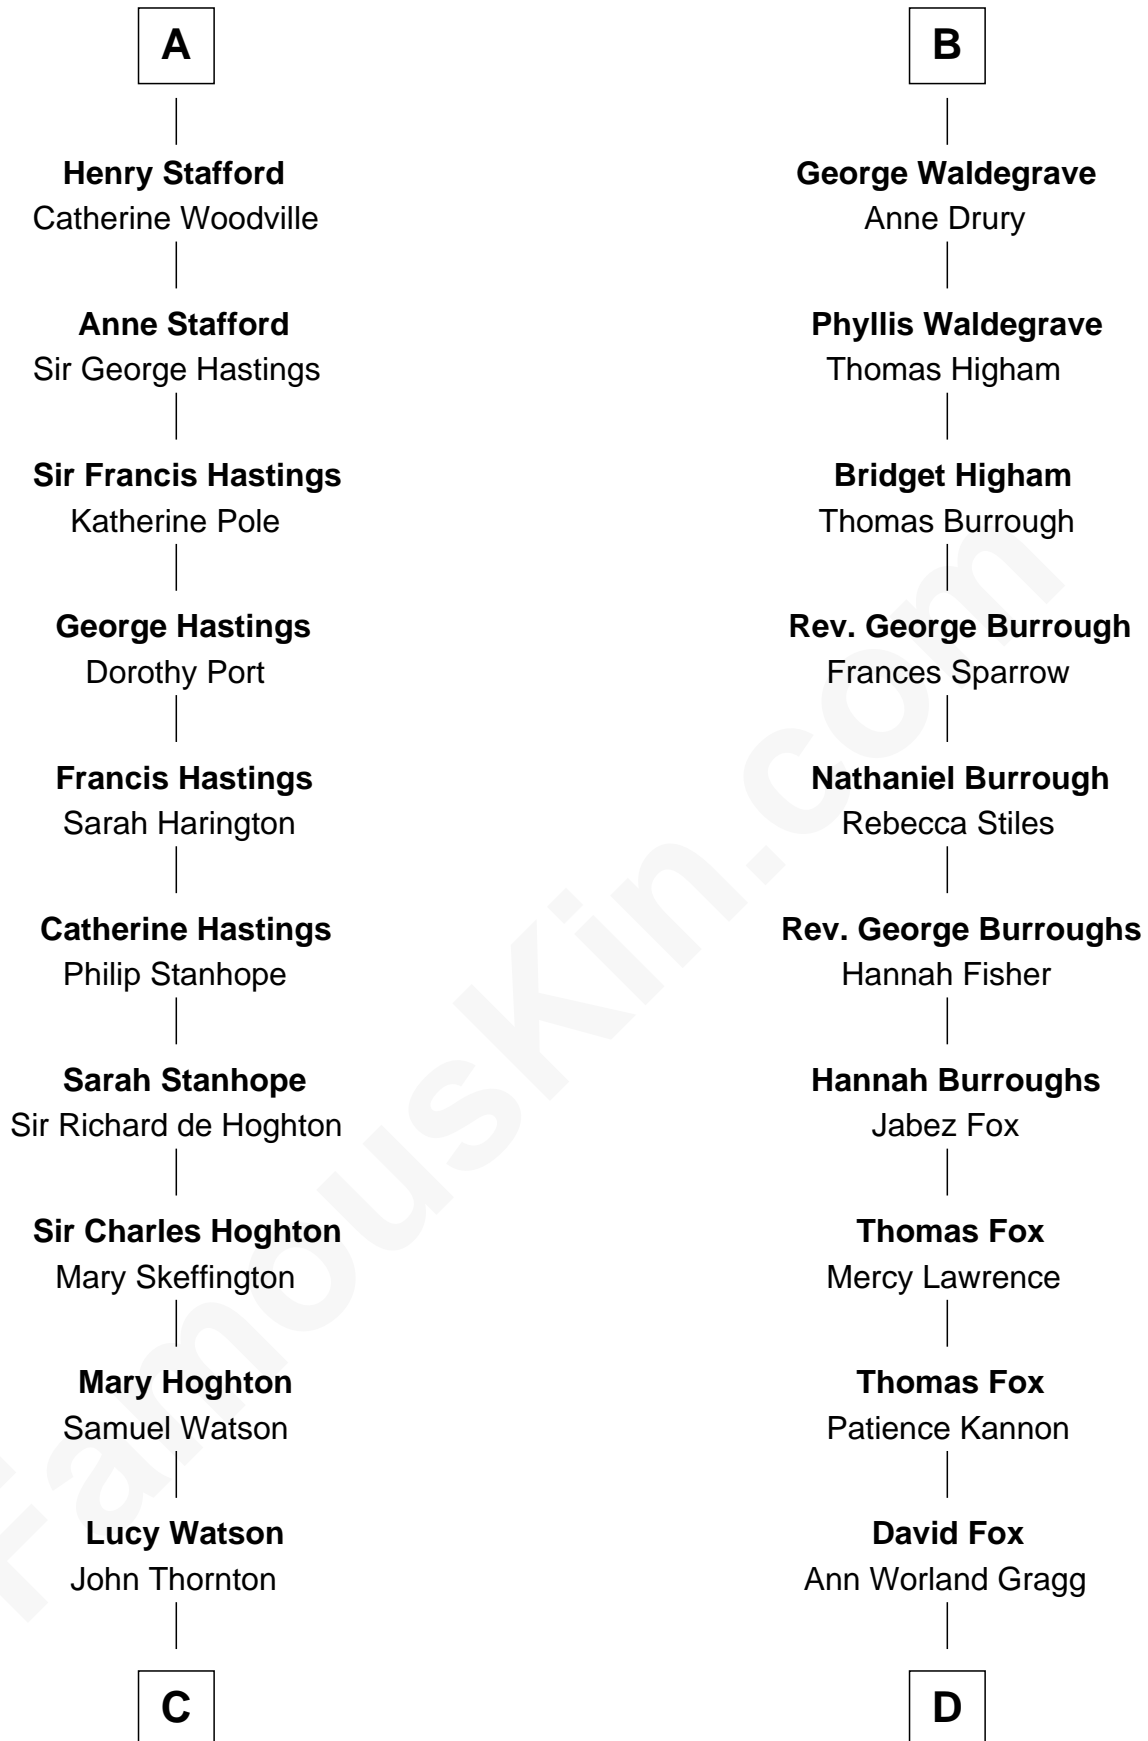 A
Henry Stafford
Catherine Woodville
Anne Stafford
Sir George Hastings
Sir Francis Hastings
Katherine Pole
George Hastings
Dorothy Port
Francis Hastings
Sarah Harington
Catherine Hastings
Philip Stanhope
Sarah Stanhope
Sir Richard de Hoghton
Sir Charles Hoghton
Mary Skeffington
Mary Hoghton
Samuel Watson
Lucy Watson
John Thornton
C
B
George Waldegrave
Anne Drury
Phyllis Waldegrave
Thomas Higham
Bridget Higham
Thomas Burrough
Rev. George Burrough
Frances Sparrow
Nathaniel Burrough
Rebecca Stiles
Rev. George Burroughs
Hannah Fisher
Hannah Burroughs
Jabez Fox
Thomas Fox
Mercy Lawrence
Thomas Fox
Patience Kannon
David Fox
Ann Worland Gragg
D
FamousKin.com